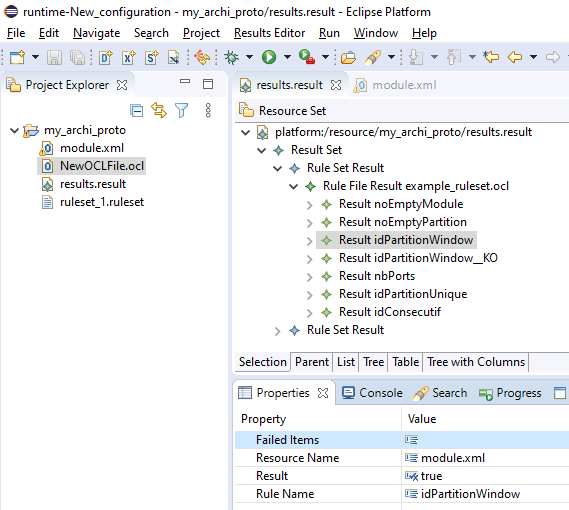 runtime-New_configuration - my_archi_proto/results.result - Eclipse Platform
File Edit Navigate Search Project Results Editor Run Window Help
Project Explorer
my_archi_proto
module.xml
NewOCLFile.ocl
results.result
ruleset_1.ruleset
results.result module.xml
Resource Set
platform:/resource/my_archi_proto/results.result
Result Set
Rule Set Result
Rule File Result example_ruleset.ocl
Result noEmptyModule
Result noEmptyPartition
Result idPartitionWindow
Result idPartitionWindow__KO
Result nbPorts
Result idPartitionUnique
Result idConsecutif
Rule Set Result
Selection Parent List Tree Table Tree with Columns
Properties Console Search Progress
Property Value
Failed Items
Resource Name module.xml
Result true
Rule Name idPartitionWindow